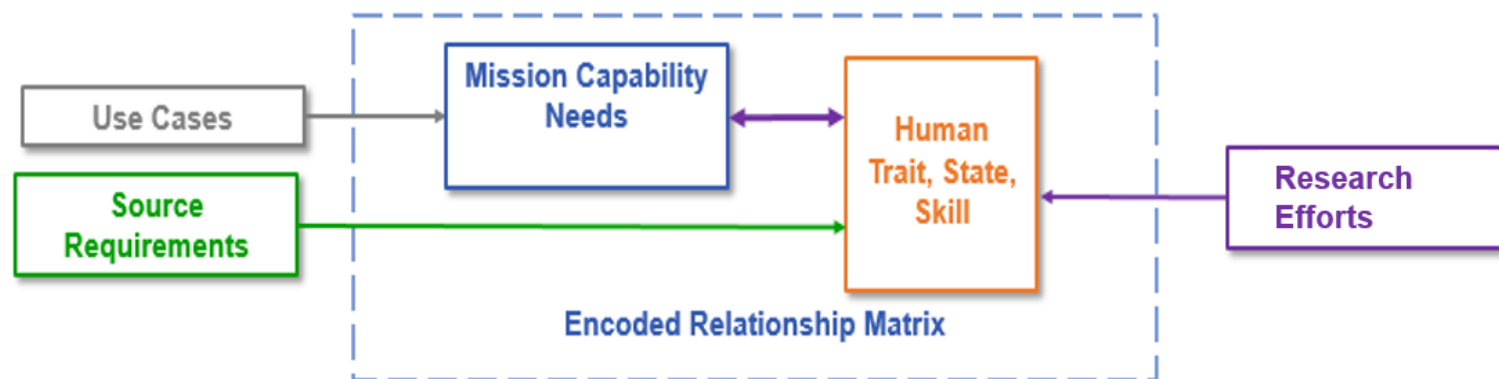 Use Cases
Source
Requirements
Mission Capability
Needs
Human
Trait, State,
Skill
Research
Efforts
Encoded Relationship Matrix